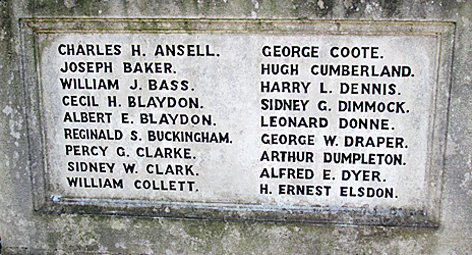 CHARLES H. ANSELL.
JOSEPH BAKER.
WILLIAM J. BASS.
CECIL H. BLAYDON.
ALBERT E. BLAYDON.
REGINALD S. BUCKINGHAM.
PERCY G. CLARKE.
SIDNEY W. CLARK.
WILLIAM COLLETT.
GEORGE COOTE.
HUGH CUMBERLAND.
HARRY L. DENNIS.
SIDNEY G. DIMMOCK.
LEONARD DONNE.
GEORGE W. DRAPER.
ARTHUR DUMPLETON.
ALFRED E. DYER.
H. ERNEST ELSDON.